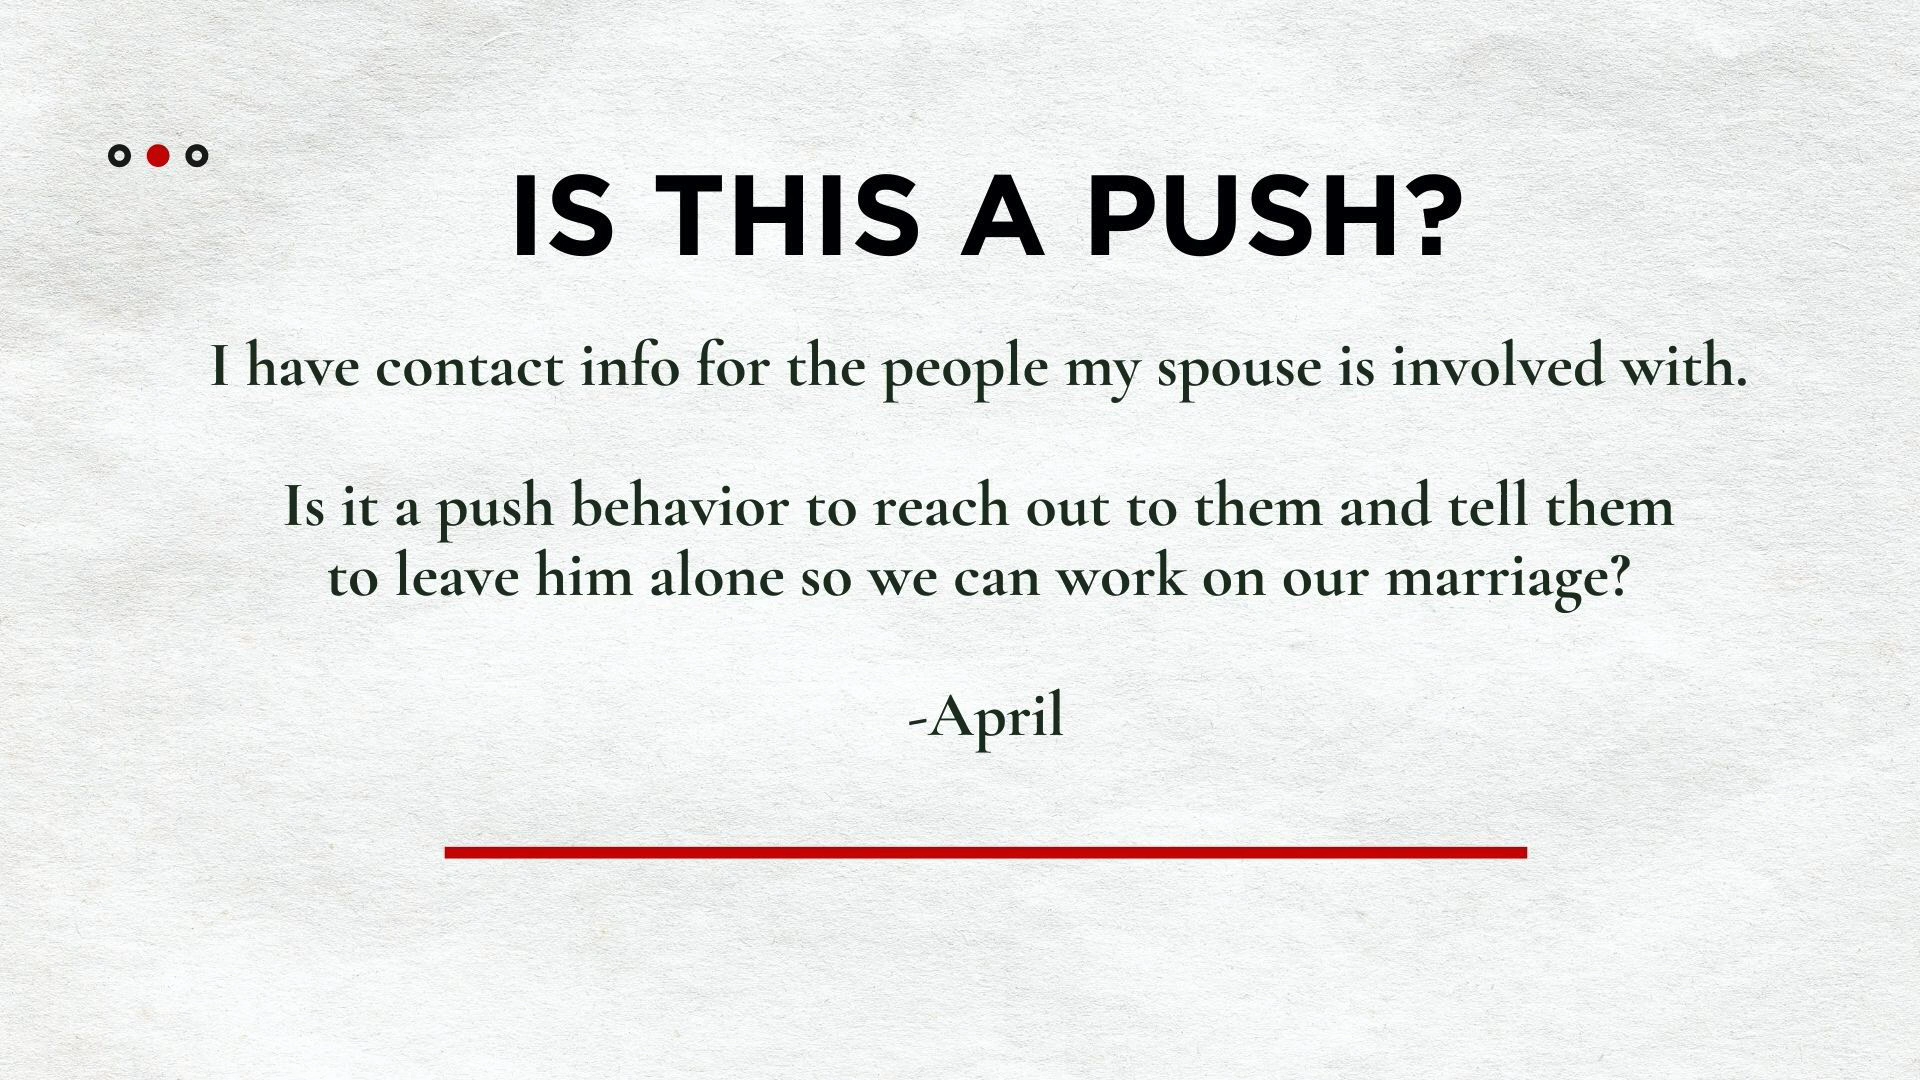 IS THIS A PUSH?
I have contact info for the people my spouse is involved with.
Is it a push behavior to reach out to them and tell them
to leave him alone so we can work on our marriage?
-April